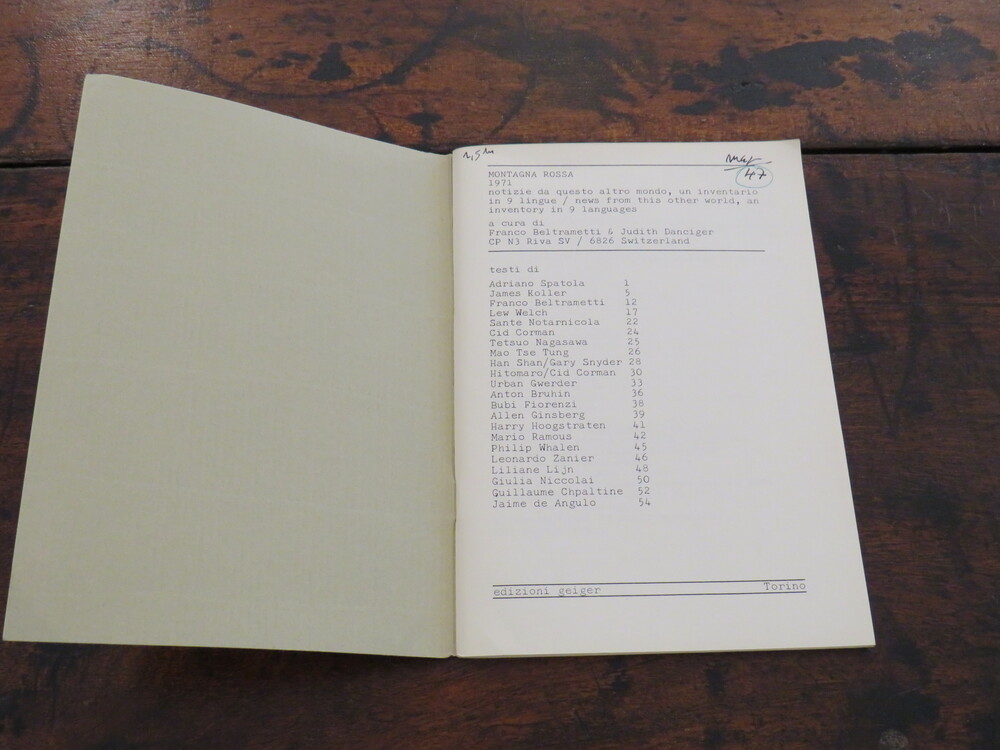 MONTAGNA ROSSA
1971
notizie da questo altro mondo, un inventario
in 9 lingue / news from this other world, an
inventory in 9 languages
a cura di
Franco Beltrametti & Judith Danciger
CP N3 Riva SV / 6826 Switzerland
testi di
Adriano Spatola 1
James Koller 5
Franco Beltrametti 12
Lew Welch 17
Sante Notarnicola 22
Cid Corman 24
Tetsuo Nagasawa 25
Mao Tse Tung 26
Han Shan/Gary Snyder 28
Hitomaro/Cid Corman 30
Urban Gwerder 33
Anton Bruhin 36
Bubi Fiorenzi 38
Allen Ginsberg 39
Harry Hoogstraten 41
Mario Ramous 42
Philip Whalen 45
Leonardo Zanier 46
Liliane Lijn 48
Giulia Niccolai 50
Guillaume Chpaltine 52
Jaime de Angulo 54
edizioni geiger Torino
47